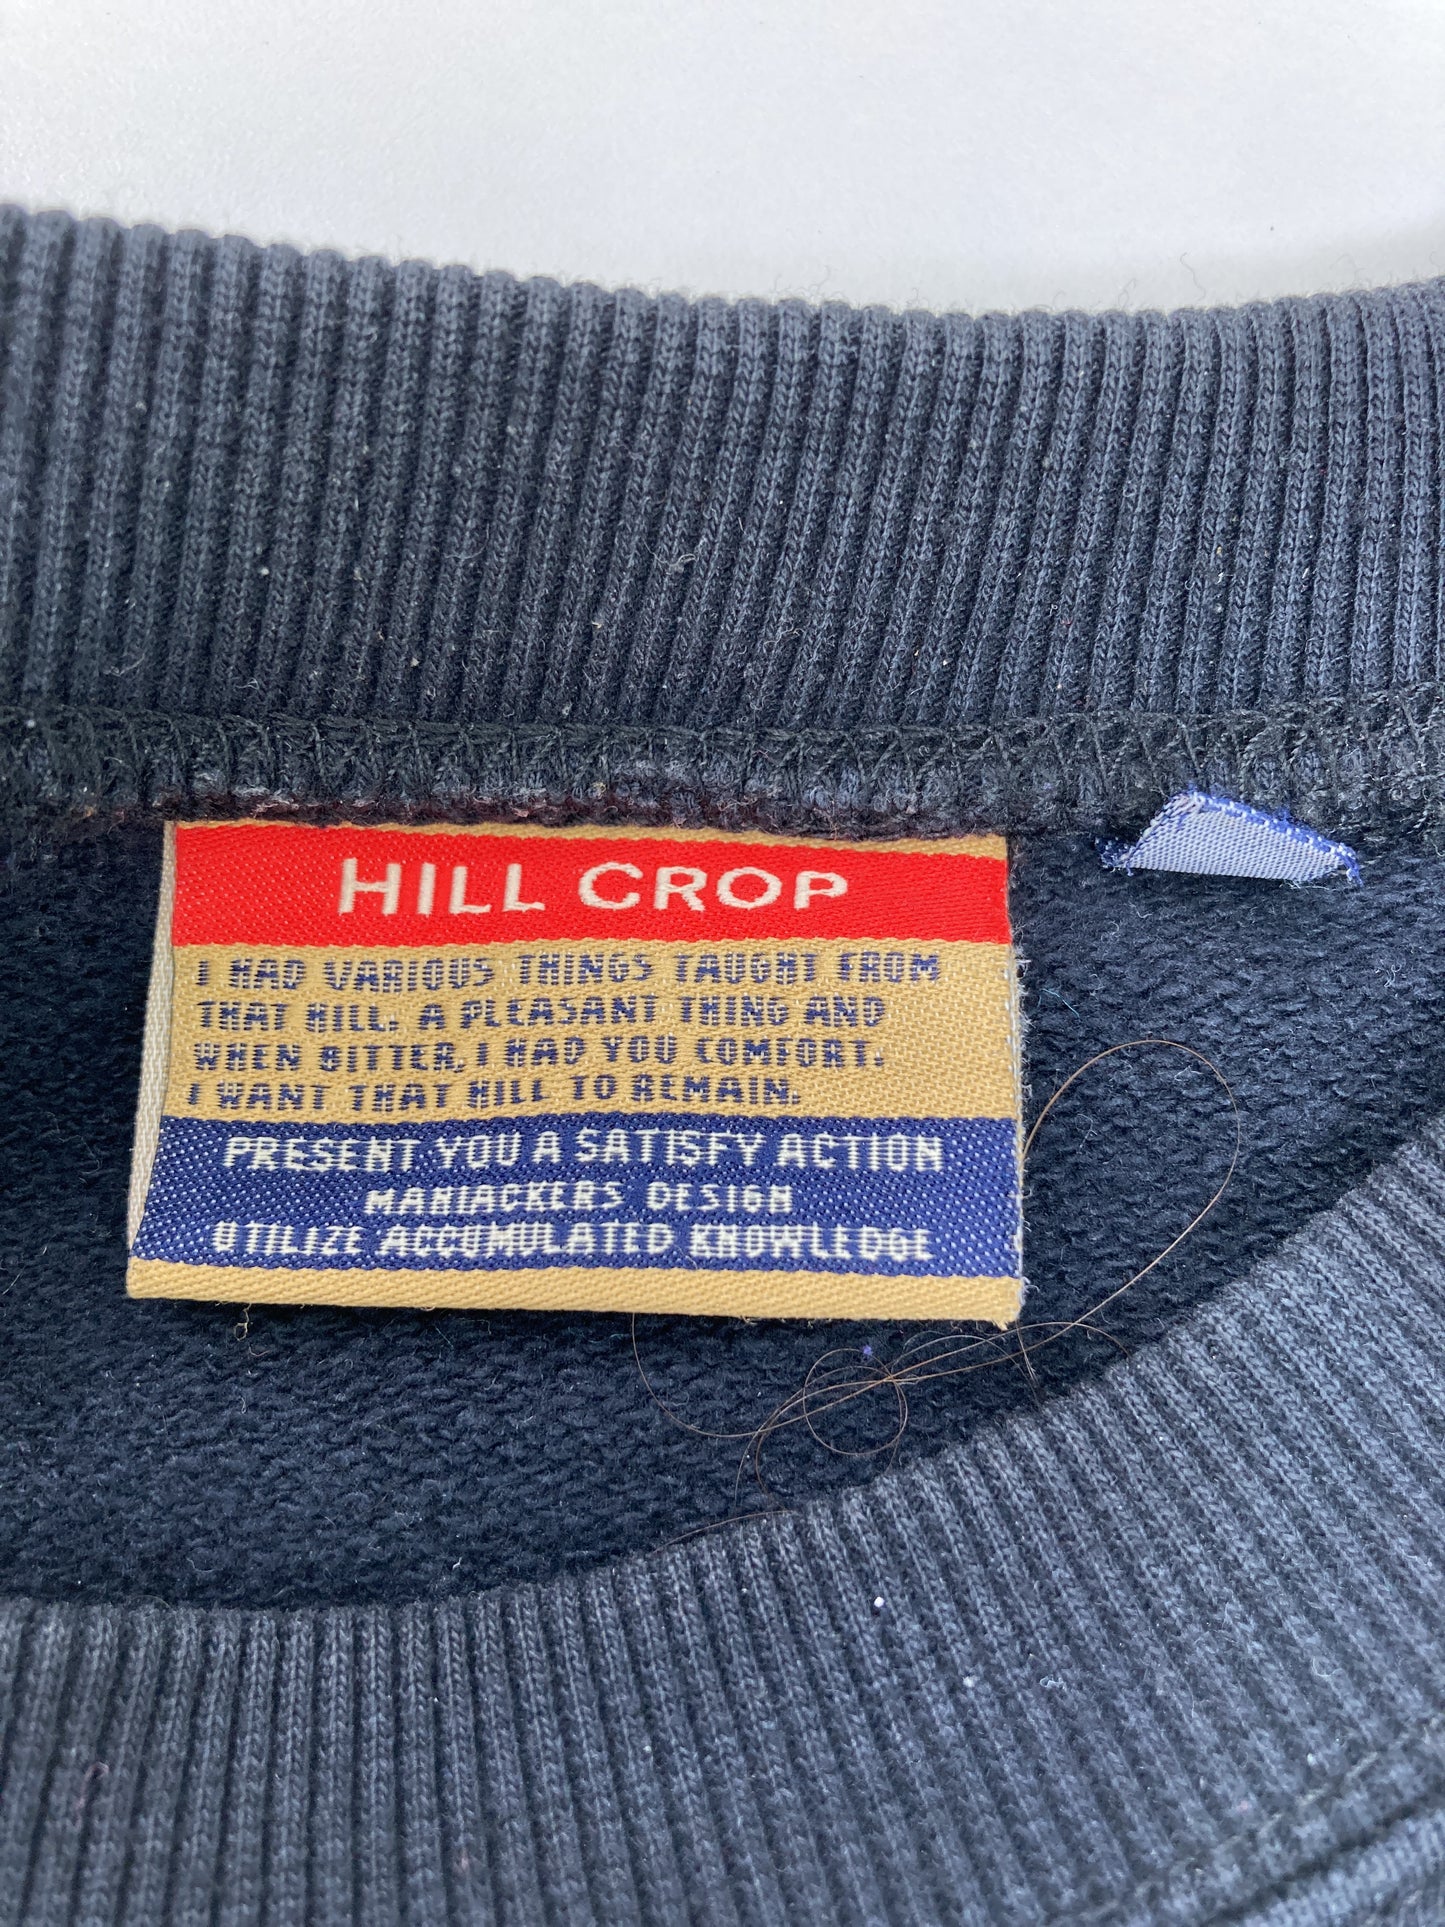 HILL CROP
I HAD VARIOUS THINGS TAUGHT FROM
THAT HILL. A PLEASANT THING AND
WHEN BITTER, I HAD YOU COMFORT.
I WANT THAT HILL TO REMAIN.
PRESENT YOU A SATISFY ACTION
MANIACKERS DESIGN
UTILIZE ACCUMULATED KNOWLEDGE